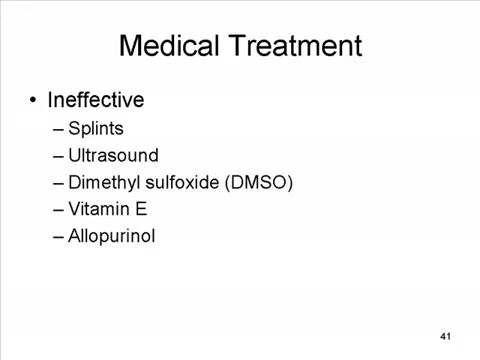 Medical Treatment
• Ineffective
– Splints
– Ultrasound
– Dimethyl sulfoxide (DMSO)
– Vitamin E
– Allopurinol
41